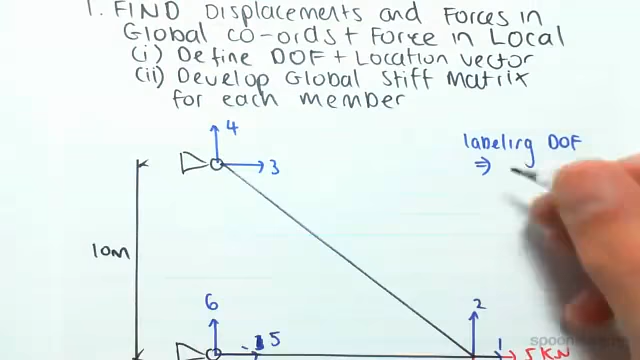 1. FIND Displacements and Forces in
Global co-ords + Force in Local
(i) Define DOF + Location vector
(ii) Develop Global Stiff Matrix
for each member
4
labeling DOF
⇒
3
10m
6
2
5
1
5KN